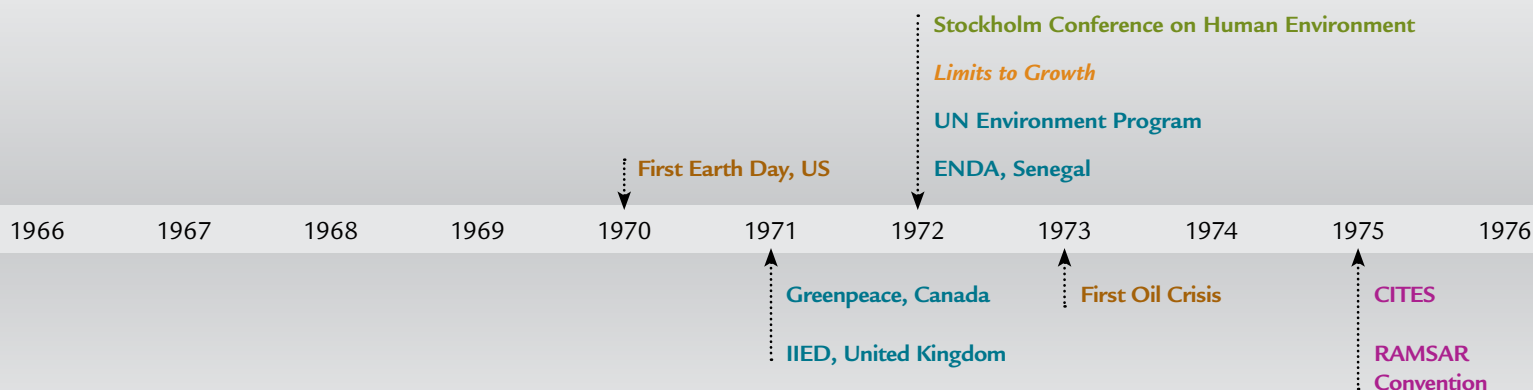 Stockholm Conference on Human Environment
Limits to Growth
UN Environment Program
First Earth Day, US
ENDA, Senegal
1966
1967
1968
1969
1970
1971
1972
1973
1974
1975
1976
Greenpeace, Canada
First Oil Crisis
CITES
IIED, United Kingdom
RAMSAR
Convention